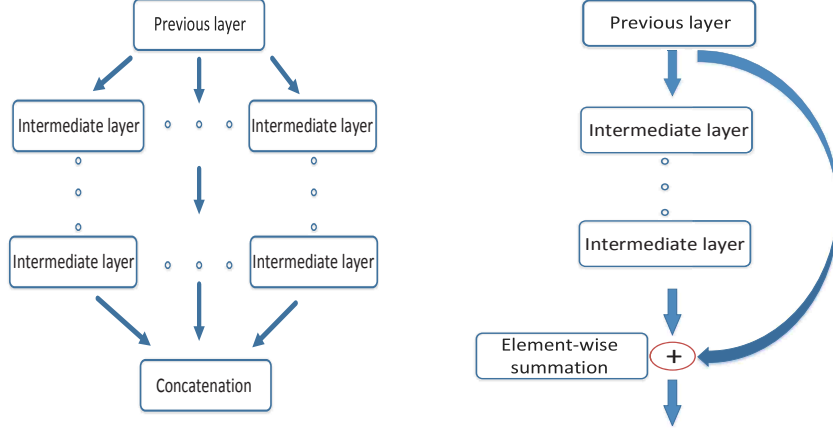 Previous layer
Intermediate layer
Intermediate layer
Intermediate layer
Intermediate layer
Concatenation
Previous layer
Intermediate layer
Intermediate layer
Element-wise
summation
+